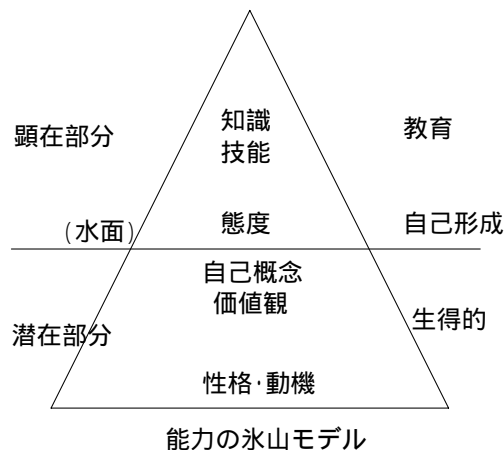 顕在部分
知識
技能
教育
(水面)
態度
自己形成
自己概念
価値観
潜在部分
生得的
性格・動機
能力の氷山モデル